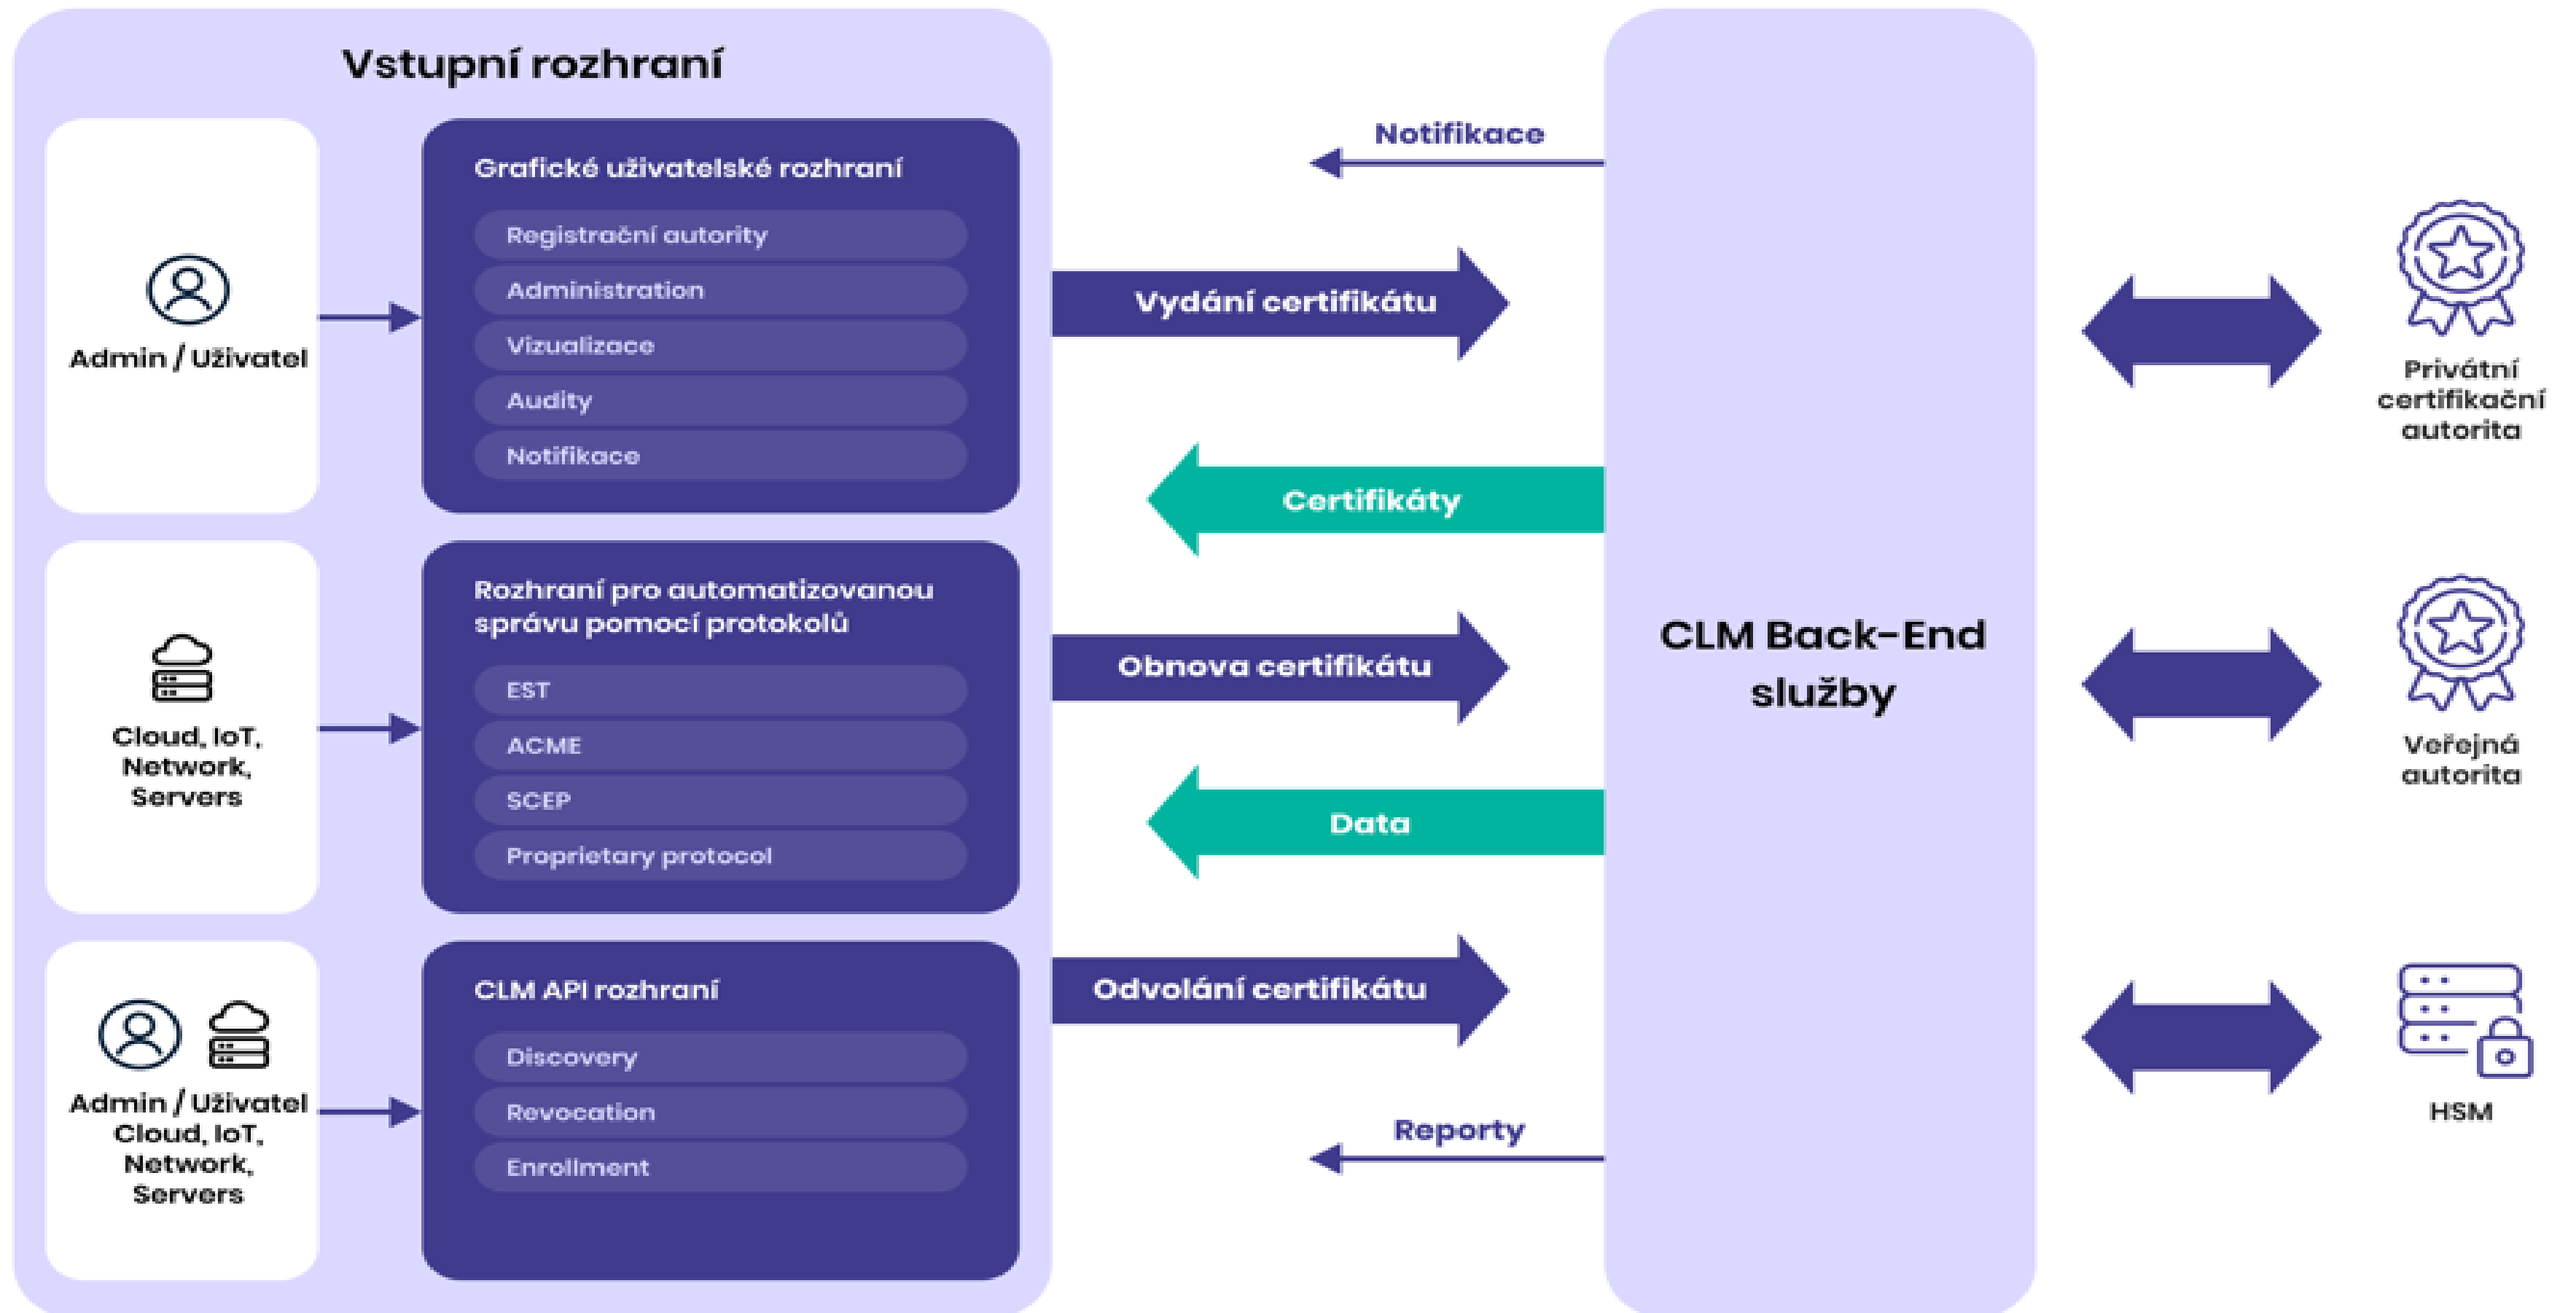 Vstupní rozhraní
Admin / Uživatel
Grafické uživatelské rozhraní
Registrační autority
Administration
Vizualizace
Audity
Notifikace
Cloud, IoT,
Network,
Servers
Rozhraní pro automatizovanou
správu pomocí protokolů
EST
ACME
SCEP
Proprietary protocol
Admin / Uživatel
Cloud, IoT,
Network,
Servers
CLM API rozhraní
Discovery
Revocation
Enrollment
Notifikace
Vydání certifikátu
Certifikáty
Obnova certifikátu
Data
Odvolání certifikátu
Reporty
CLM Back-End
služby
Privátní
certifikační
autorita
Veřejná
autorita
HSM